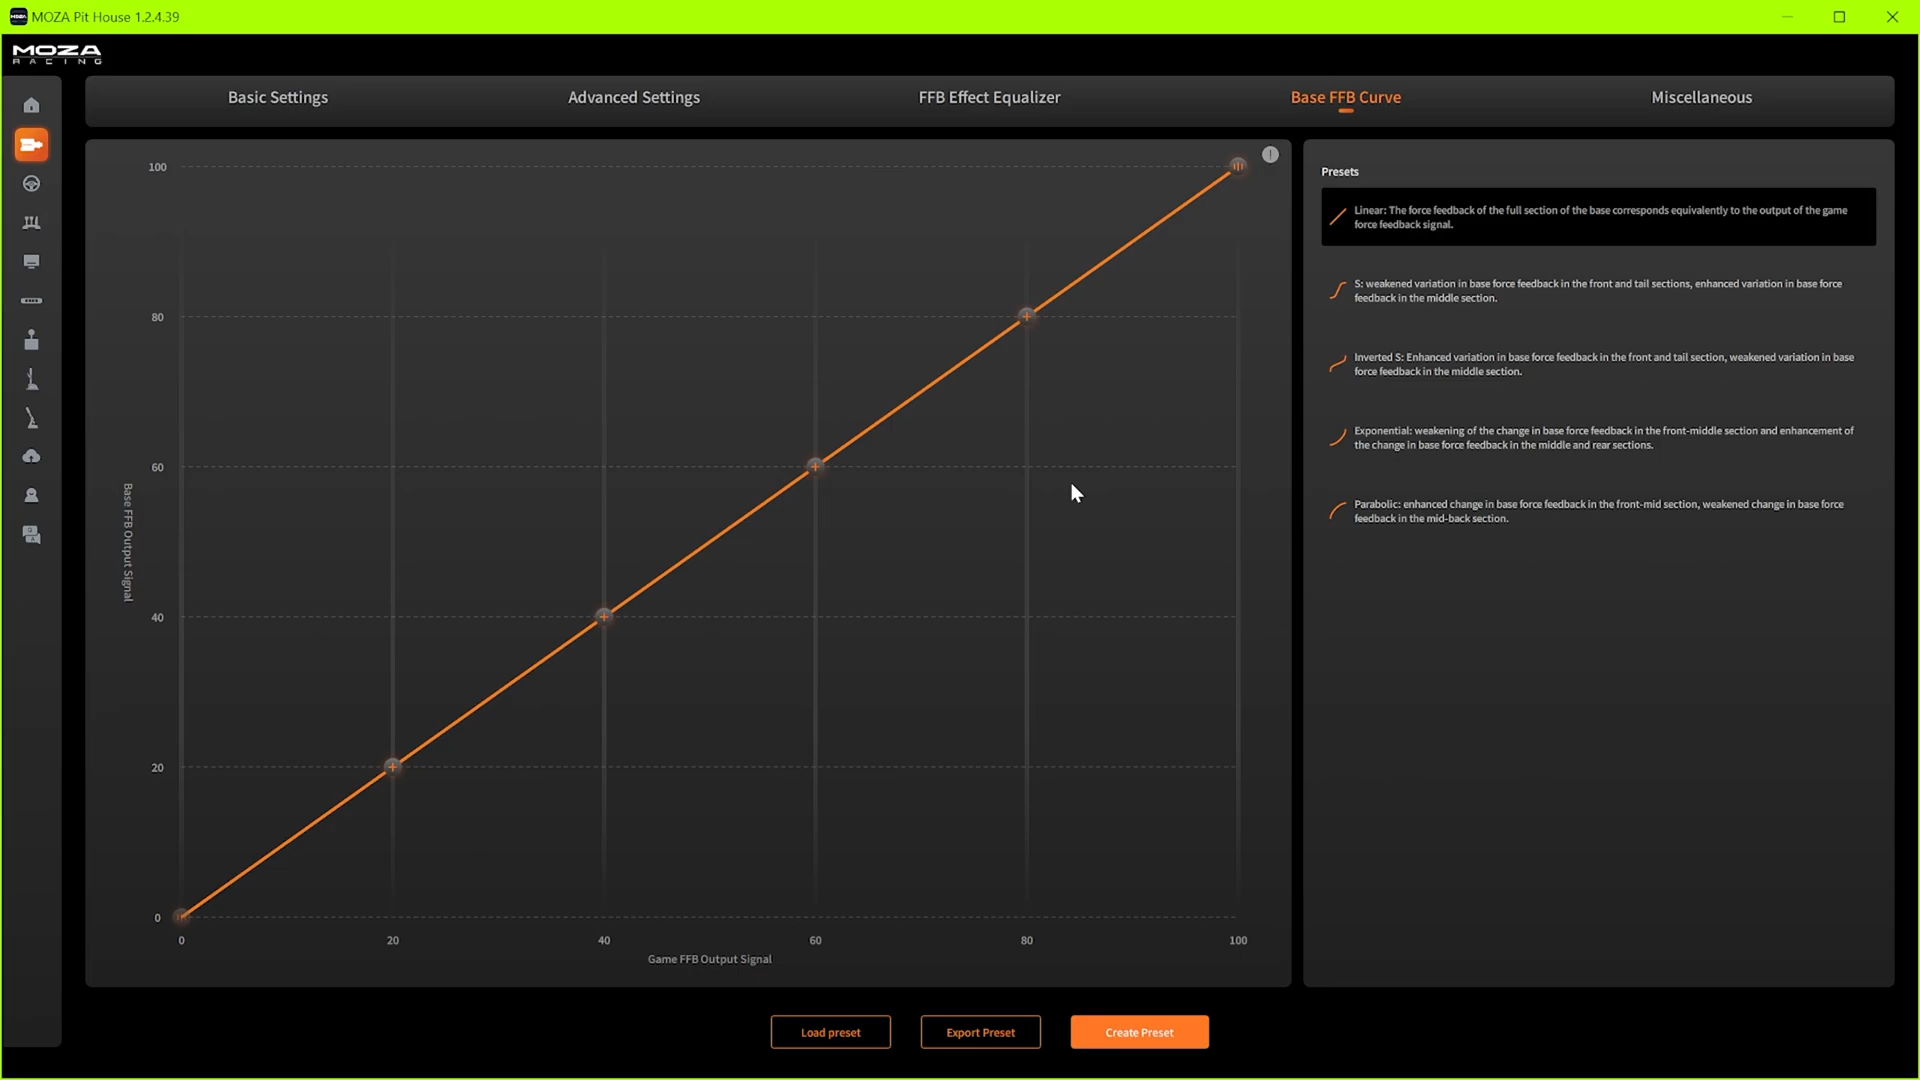 MOZA Pit House 1.2.4.39
MOZA
RACING
Basic Settings
Advanced Settings
FFB Effect Equalizer
Base FFB Curve
Miscellaneous
100
80
60
40
20
0
Base FFB Output Signal
0
20
40
60
80
100
Game FFB Output Signal
Presets
Linear: The force feedback of the full section of the base corresponds equivalently to the output of the game
force feedback signal.
S: weakened variation in base force feedback in the front and tail sections, enhanced variation in base force
feedback in the middle section.
Inverted S: Enhanced variation in base force feedback in the front and tail section, weakened variation in base
force feedback in the middle section.
Exponential: weakening of the change in base force feedback in the front-middle section and enhancement of
the change in base force feedback in the middle and rear sections.
Parabolic: enhanced change in base force feedback in the front-mid section, weakened change in base force
feedback in the mid-back section.
Load preset
Export Preset
Create Preset